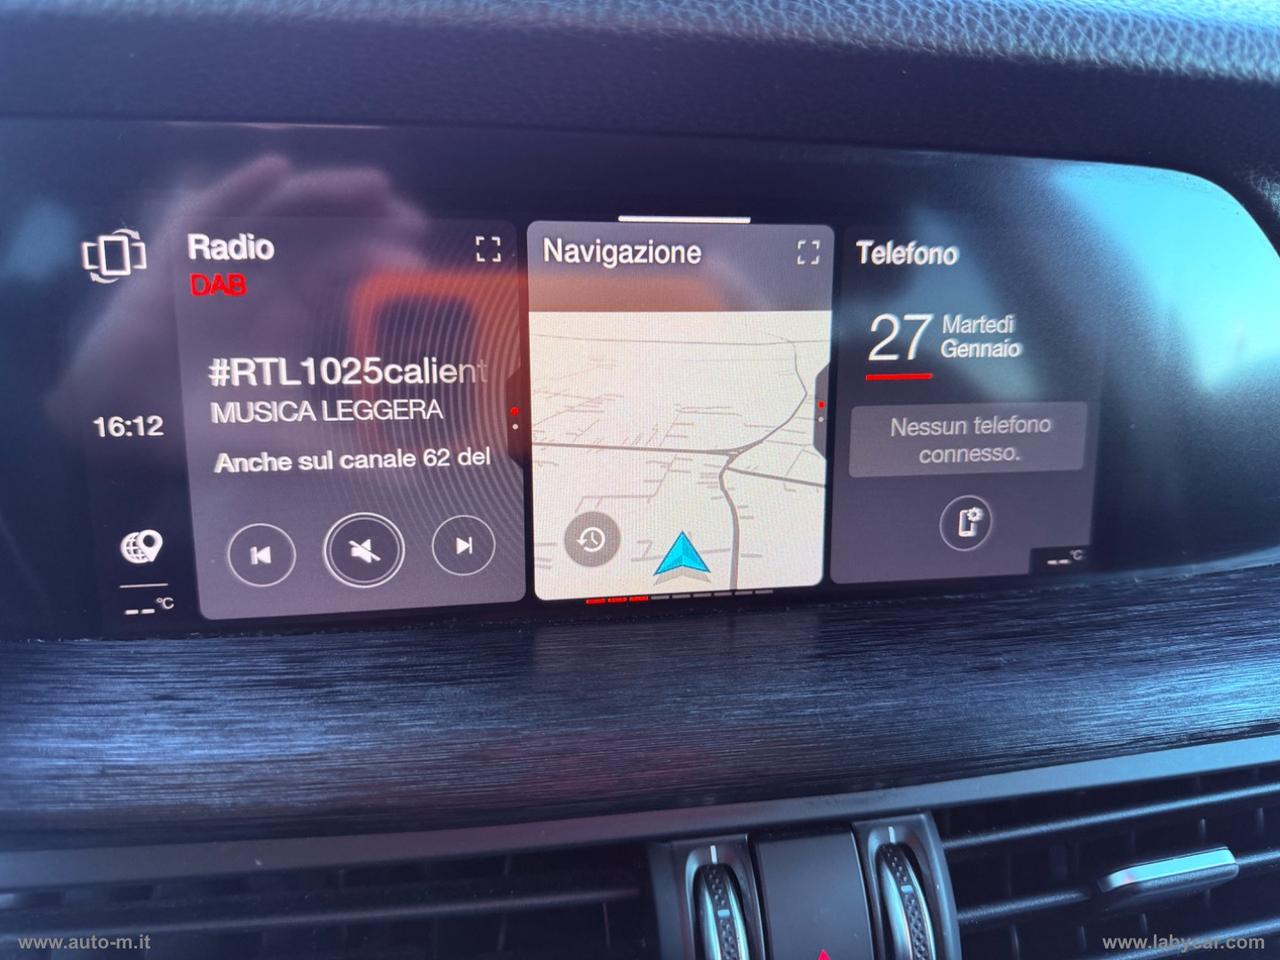 Radio
DAB
#RTL1025calient
MUSICA LEGGERA
Anche sul canale 62 del
16:12
--°C
Navigazione
Telefono
27
Martedì
Gennaio
Nessun telefono
connesso.
--°C
www.auto-m.it
www.labycar.com